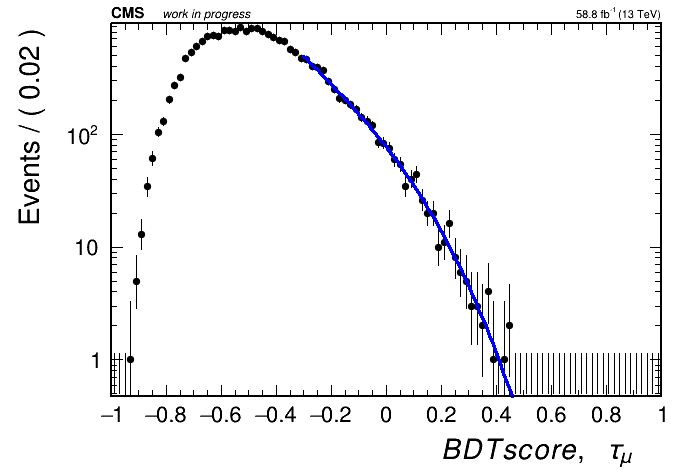 CMS work in progress 58.8 fb⁻¹ (13 TeV)
Events / ( 0.02 )
10²
10
1
−1 −0.8 −0.6 −0.4 −0.2 0 0.2 0.4 0.6 0.8 1
BDTscore, τ_μ